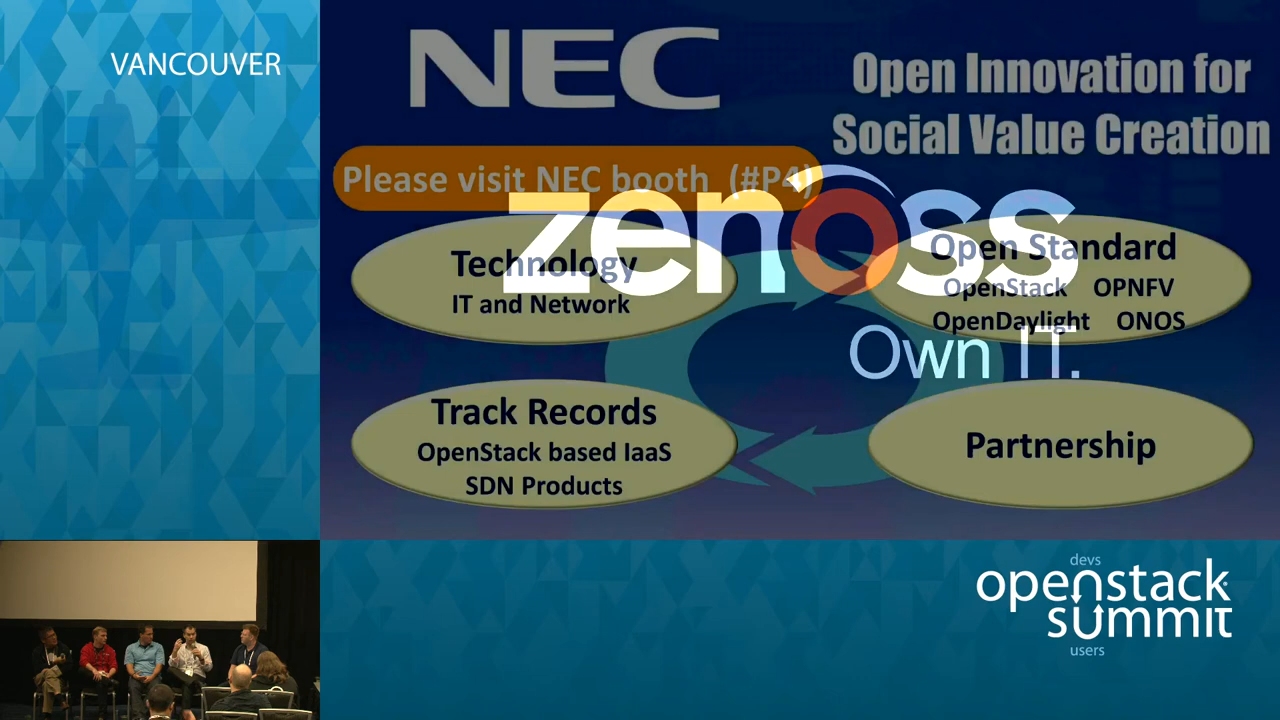 VANCOUVER
NEC
Open Innovation for
Social Value Creation
Please visit NEC booth (#P4)
zenoss
Own IT.
Technology
IT and Network
Open Standard
OpenStack OPNFV
OpenDaylight ONOS
Track Records
OpenStack based IaaS
SDN Products
Partnership
devs
openstack
summit
users